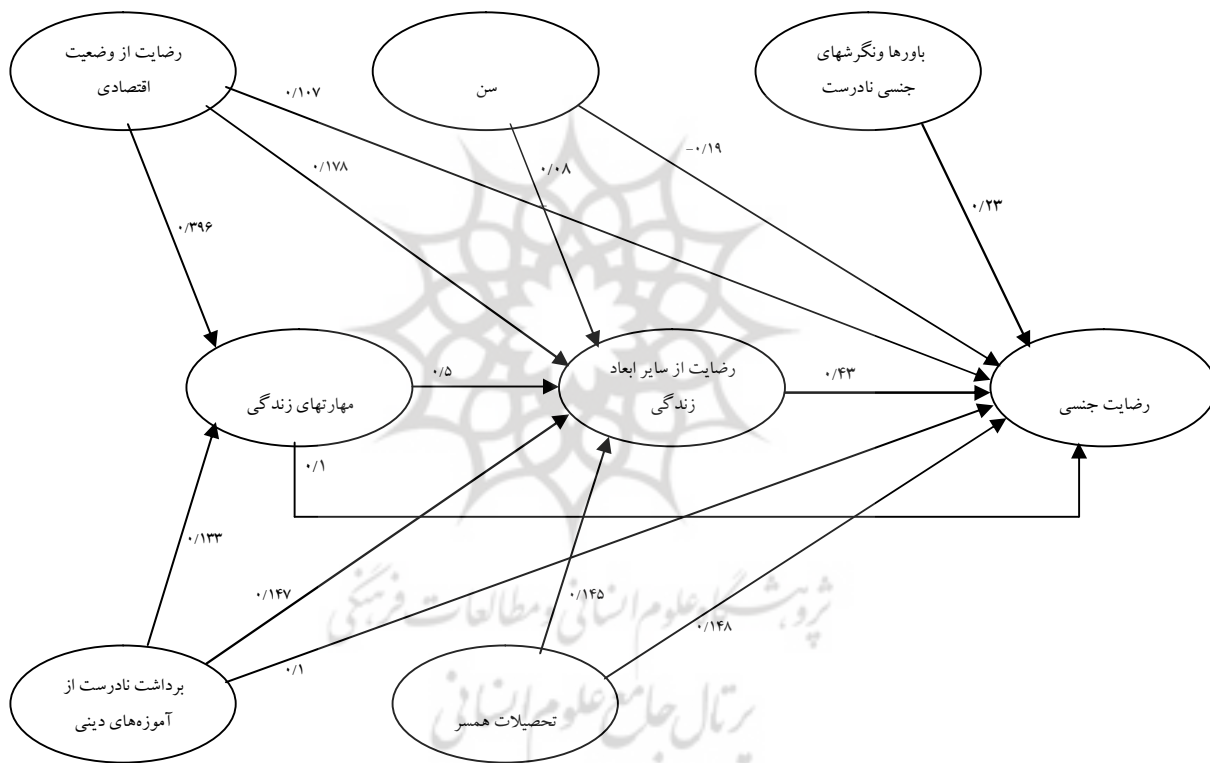 رضایت از وضعیت
اقتصادی
سن
باورها ونگرشهای
جنسی نادرست
۰/۱۰۷
۰/۱۷۸
۰/۰۸
-۰/۱۹
۰/۲۳
۰/۳۹۶
مهارتهای زندگی
۰/۵
رضایت از سایر ابعاد
زندگی
۰/۴۳
رضایت جنسی
۰/۱
۰/۱۳۳
۰/۱۴۷
۰/۱۴۵
۰/۱۴۸
۰/۱
پژوهشگاه علوم انسانی و مطالعات فرهنگی
برداشت نادرست از
آموزه‌های دینی
تحصیلات همسر
پرتال جامع علوم انسانی